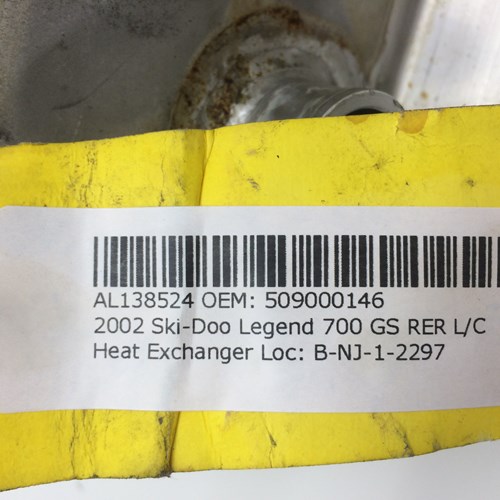 AL138524 OEM: 509000146
2002 Ski-Doo Legend 700 GS RER L/C
Heat Exchanger Loc: B-NJ-1-2297